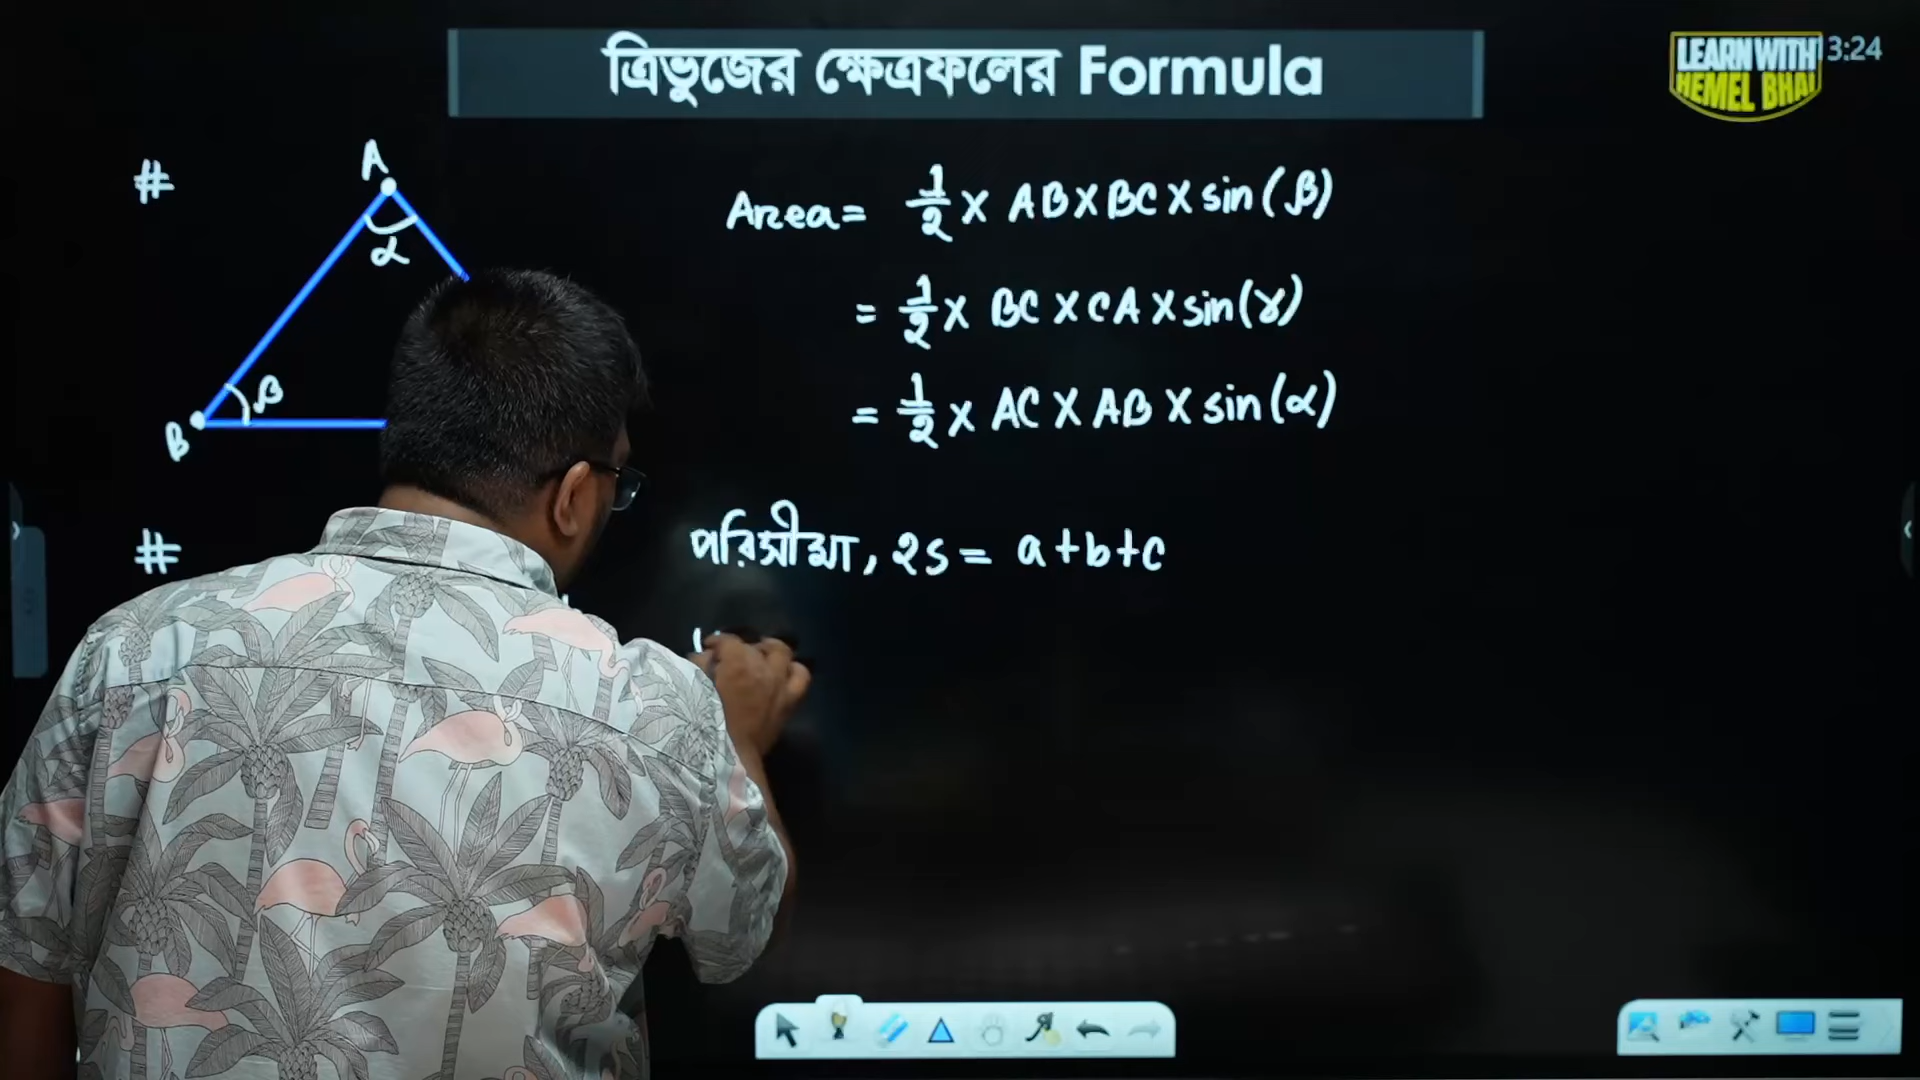 ত্রিভুজের ক্ষেত্রফলের Formula
LEARN WITH
HEMEL BHAI
3:24
#
A
α
β
B
Area = 1/2 × AB × BC × sin(β)
= 1/2 × BC × CA × sin(γ)
= 1/2 × AC × AB × sin(α)
#
পরিসীমা, 2s = a+b+c